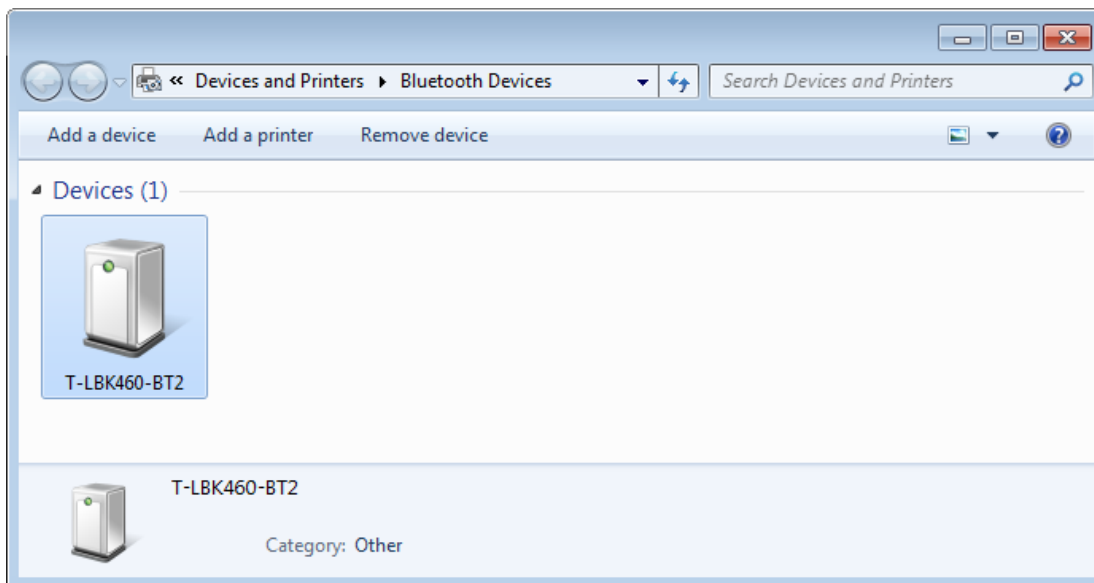 « Devices and Printers ▸ Bluetooth Devices
Search Devices and Printers
Add a device Add a printer Remove device
Devices (1)
T-LBK460-BT2
T-LBK460-BT2
Category: Other